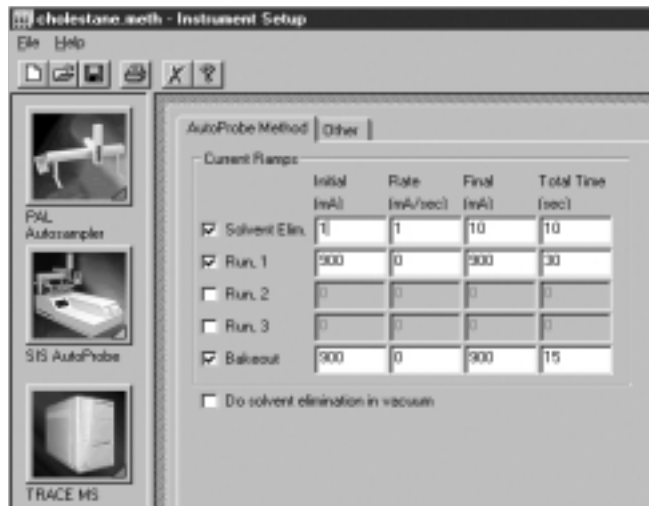 cholestane.meth - Instrument Setup
File Help
AutoProbe Method Other
Current Ramps
Initial Rate Final Total Time
(mA) (mA/sec) (mA) (sec)
Solvent Elim. 1 1 10 10
Run, 1 900 0 900 30
Run, 2 0 0 0 0
Run, 3 0 0 0 0
Bakeout 900 0 900 15
Do solvent elimination in vacuum
PAL
Autosampler
SIS AutoProbe
TRACE MS